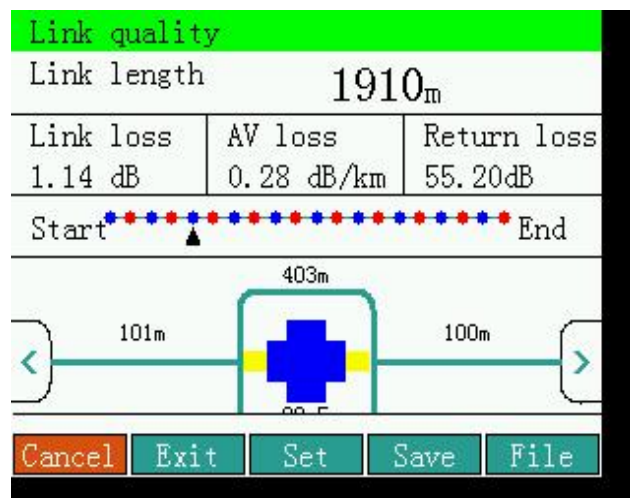 Link quality
Link length 1910m
Link loss AV loss Return loss
1.14 dB 0.28 dB/km 55.20dB
Start End
403m
101m 100m
< >
Cancel Exit Set Save File